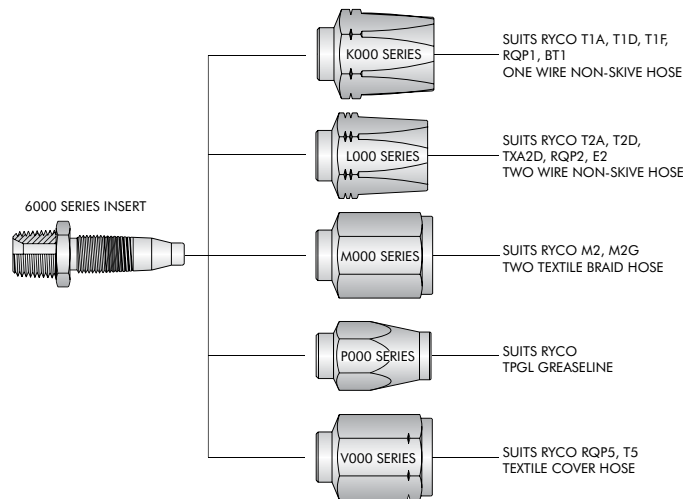 K000 SERIES
SUITS RYCO T1A, T1D, T1F,
RQP1, BT1
ONE WIRE NON-SKIVE HOSE
L000 SERIES
SUITS RYCO T2A, T2D,
TXA2D, RQP2, E2
TWO WIRE NON-SKIVE HOSE
6000 SERIES INSERT
M000 SERIES
SUITS RYCO M2, M2G
TWO TEXTILE BRAID HOSE
P000 SERIES
SUITS RYCO
TPGL GREASELINE
V000 SERIES
SUITS RYCO RQP5, T5
TEXTILE COVER HOSE